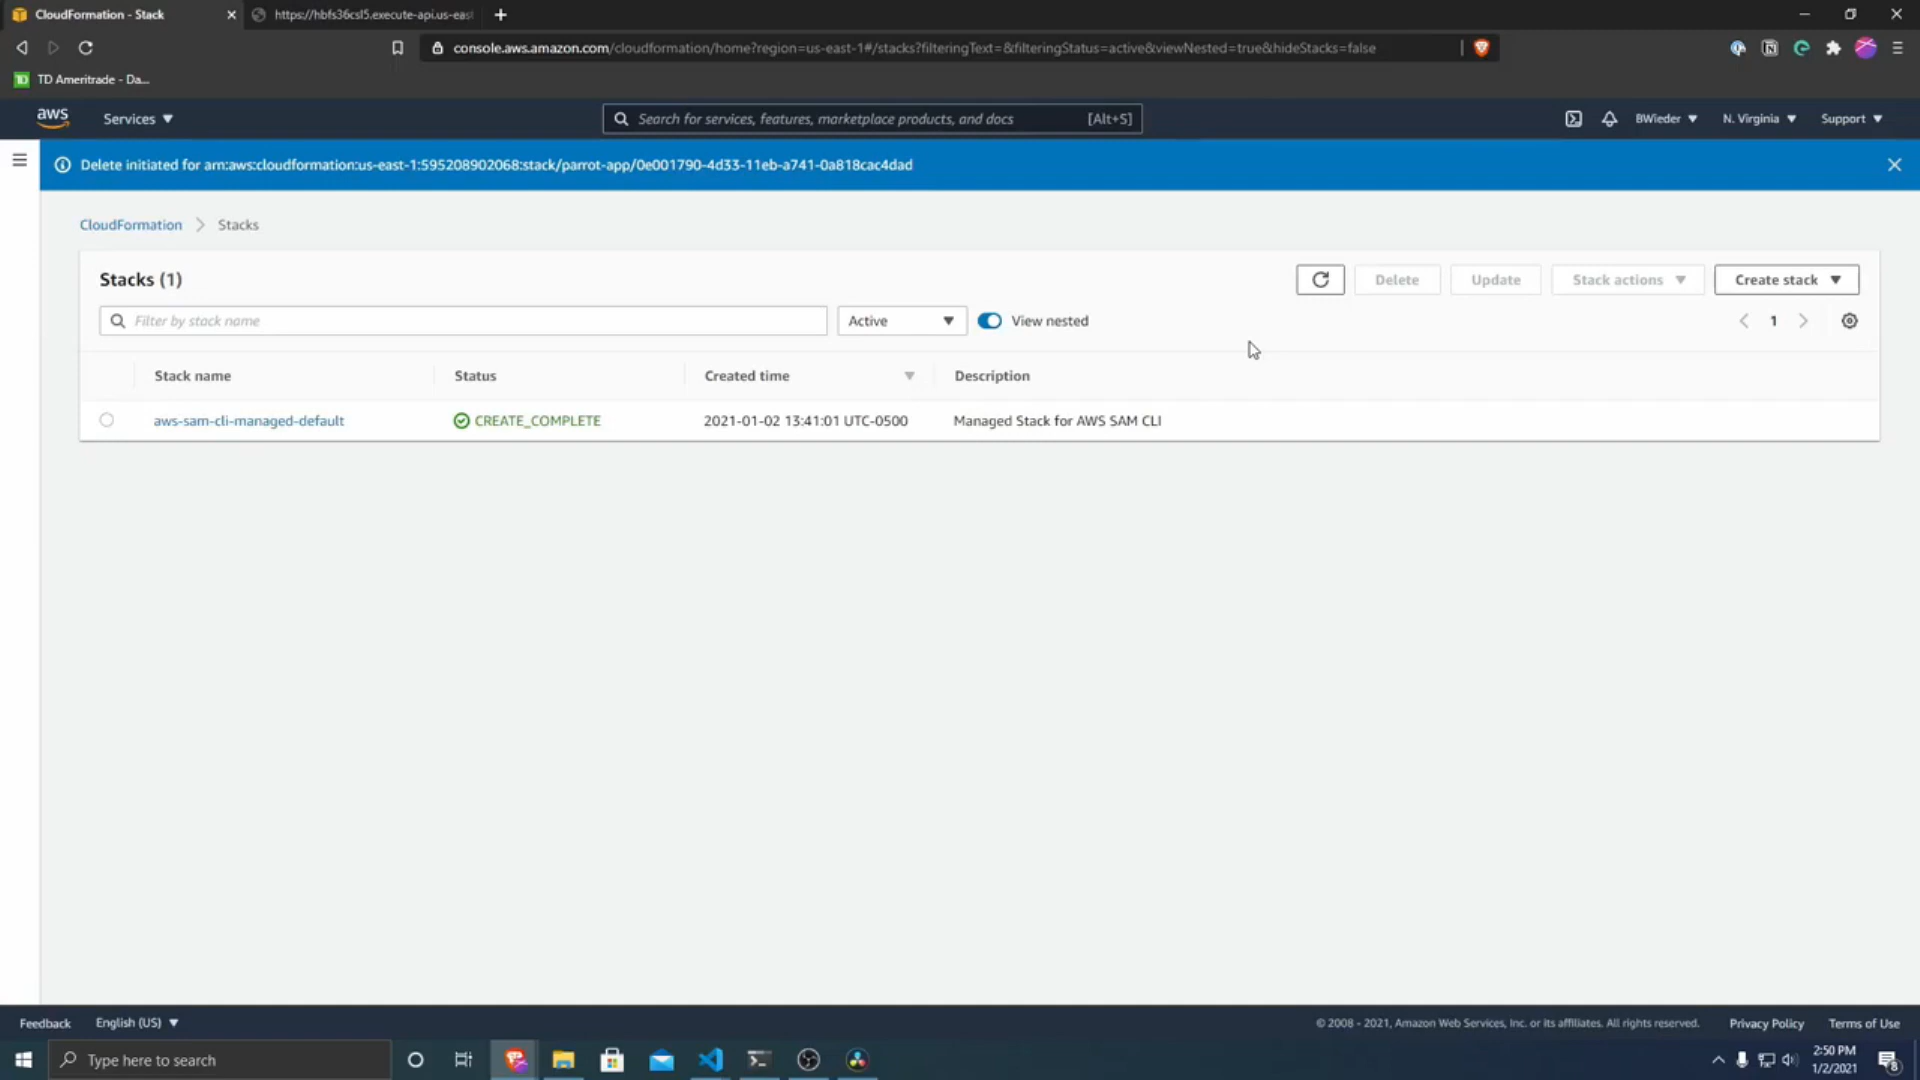 CloudFormation - Stack
https://hbfs36csl5.execute-api.us-eas
console.aws.amazon.com/cloudformation/home?region=us-east-1#/stacks?filteringText=&filteringStatus=active&viewNested=true&hideStacks=false
TD TD Ameritrade - Da...
aws
Services
Search for services, features, marketplace products, and docs
[Alt+S]
BWieder
N. Virginia
Support
Delete initiated for arn:aws:cloudformation:us-east-1:595208902068:stack/parrot-app/0e001790-4d33-11eb-a741-0a818cac4dad
CloudFormation
Stacks
Stacks (1)
Delete
Update
Stack actions
Create stack
Filter by stack name
Active
View nested
1
Stack name
Status
Created time
Description
aws-sam-cli-managed-default
CREATE_COMPLETE
2021-01-02 13:41:01 UTC-0500
Managed Stack for AWS SAM CLI
Feedback
English (US)
© 2008 - 2021, Amazon Web Services, Inc. or its affiliates. All rights reserved.
Privacy Policy
Terms of Use
Type here to search
2:50 PM
1/2/2021
8